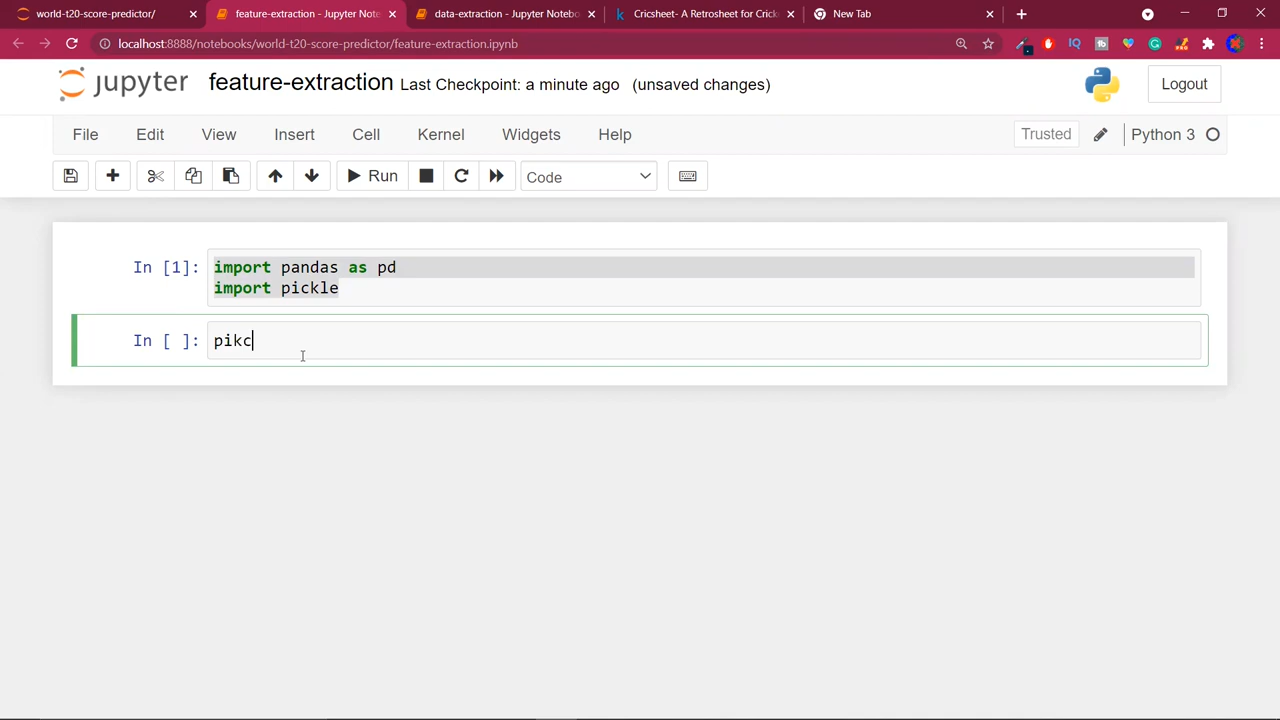 world-t20-score-predictor/
feature-extraction - Jupyter Note
data-extraction - Jupyter Notebo
Cricsheet- A Retrosheet for Crick
New Tab
localhost:8888/notebooks/world-t20-score-predictor/feature-extraction.ipynb
jupyter feature-extraction Last Checkpoint: a minute ago (unsaved changes) Logout
File Edit View Insert Cell Kernel Widgets Help Trusted Python 3
Run Code
In [1]: import pandas as pd
import pickle
In [ ]: pikc